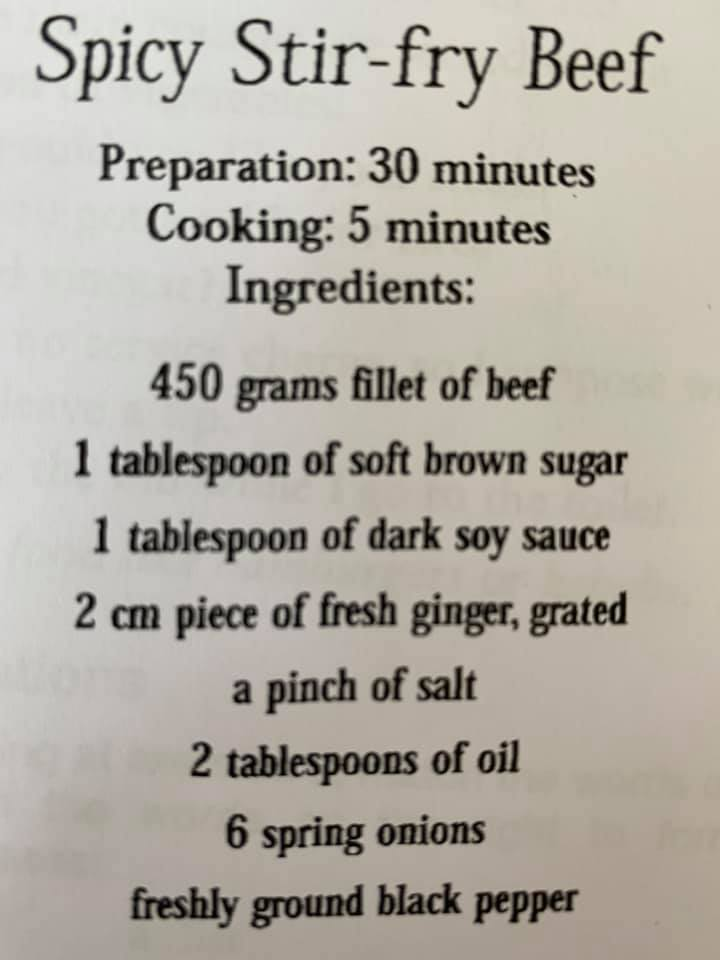 Spicy Stir-fry Beef
Preparation: 30 minutes
Cooking: 5 minutes
Ingredients:
450 grams fillet of beef
1 tablespoon of soft brown sugar
1 tablespoon of dark soy sauce
2 cm piece of fresh ginger, grated
a pinch of salt
2 tablespoons of oil
6 spring onions
freshly ground black pepper